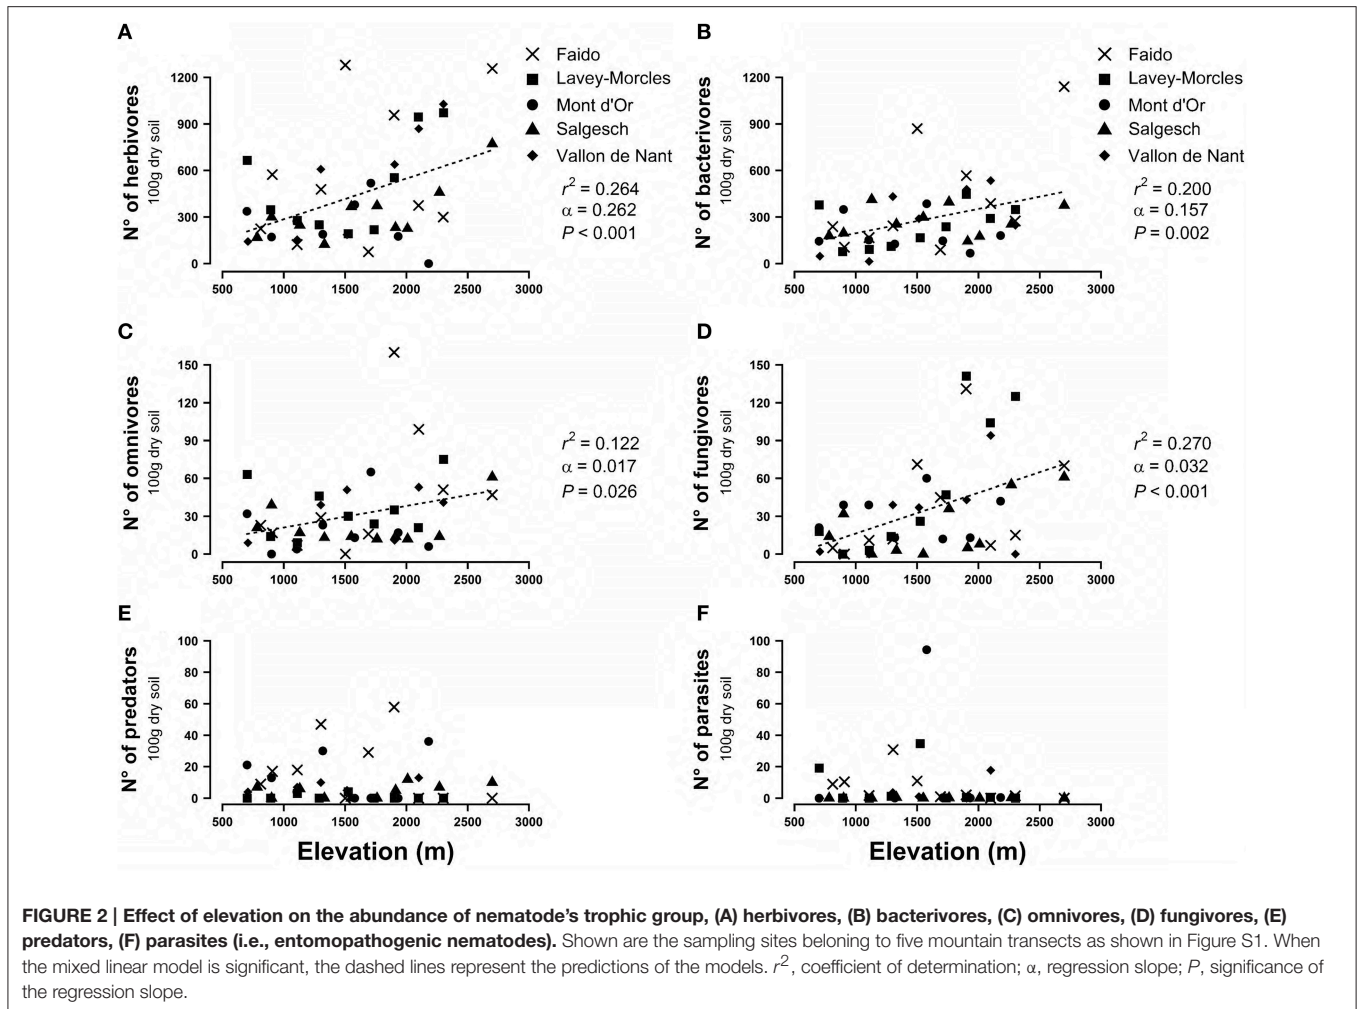 A
N° of herbivores
100g dry soil
1200
900
600
300
0
500 1000 1500 2000 2500 3000
× Faido
■ Lavey-Morcles
● Mont d'Or
▲ Salgesch
◆ Vallon de Nant
r² = 0.264
α = 0.262
P < 0.001
B
N° of bacterivores
100g dry soil
1200
900
600
300
0
500 1000 1500 2000 2500 3000
× Faido
■ Lavey-Morcles
● Mont d'Or
▲ Salgesch
◆ Vallon de Nant
r² = 0.200
α = 0.157
P = 0.002
C
N° of omnivores
100g dry soil
150
120
90
60
30
0
500 1000 1500 2000 2500 3000
r² = 0.122
α = 0.017
P = 0.026
D
N° of fungivores
100g dry soil
150
120
90
60
30
0
500 1000 1500 2000 2500 3000
r² = 0.270
α = 0.032
P < 0.001
E
N° of predators
100g dry soil
100
80
60
40
20
0
500 1000 1500 2000 2500 3000
Elevation (m)
F
N° of parasites
100g dry soil
100
80
60
40
20
0
500 1000 1500 2000 2500 3000
Elevation (m)
FIGURE 2 | Effect of elevation on the abundance of nematode's trophic group, (A) herbivores, (B) bacterivores, (C) omnivores, (D) fungivores, (E)
predators, (F) parasites (i.e., entomopathogenic nematodes). Shown are the sampling sites beloning to five mountain transects as shown in Figure S1. When
the mixed linear model is significant, the dashed lines represent the predictions of the models. r², coefficient of determination; α, regression slope; P, significance of
the regression slope.